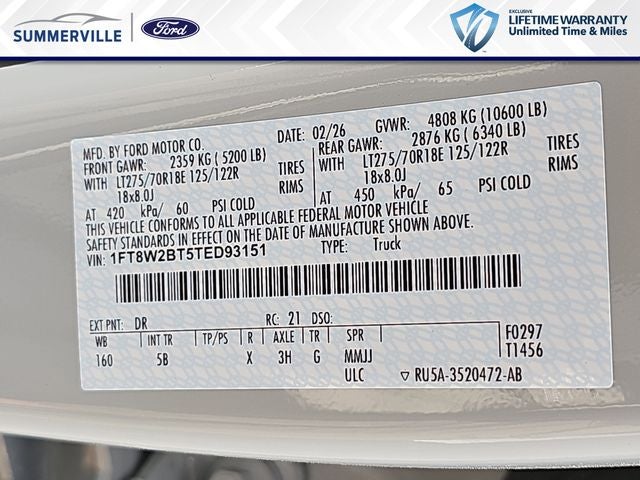 SUMMERVILLE
Ford
EXCLUSIVE
LIFETIME WARRANTY
Unlimited Time & Miles
MFD. BY FORD MOTOR CO. DATE: 02/26 GVWR: 4808 KG (10600 LB)
FRONT GAWR: 2359 KG (5200 LB) REAR GAWR: 2876 KG (6340 LB)
WITH LT275/70R18E 125/122R TIRES LT275/70R18E 125/122R TIRES
18x8.0J RIMS 18x8.0J RIMS
AT 420 kPa/ 60 PSI COLD AT 450 kPa/ 65 PSI COLD
THIS VEHICLE CONFORMS TO ALL APPLICABLE FEDERAL MOTOR VEHICLE
SAFETY STANDARDS IN EFFECT ON THE DATE OF MANUFACTURE SHOWN ABOVE
VIN: 1FT8W2BT5TED93151 TYPE: Truck
EXT PNT: DR RC: 21 DSO:
WB INT TR TP/PS R AXLE TR SPR F0297
160 5B X 3H G MMJJ T1456
ULC ▽ RU5A-3520472-AB